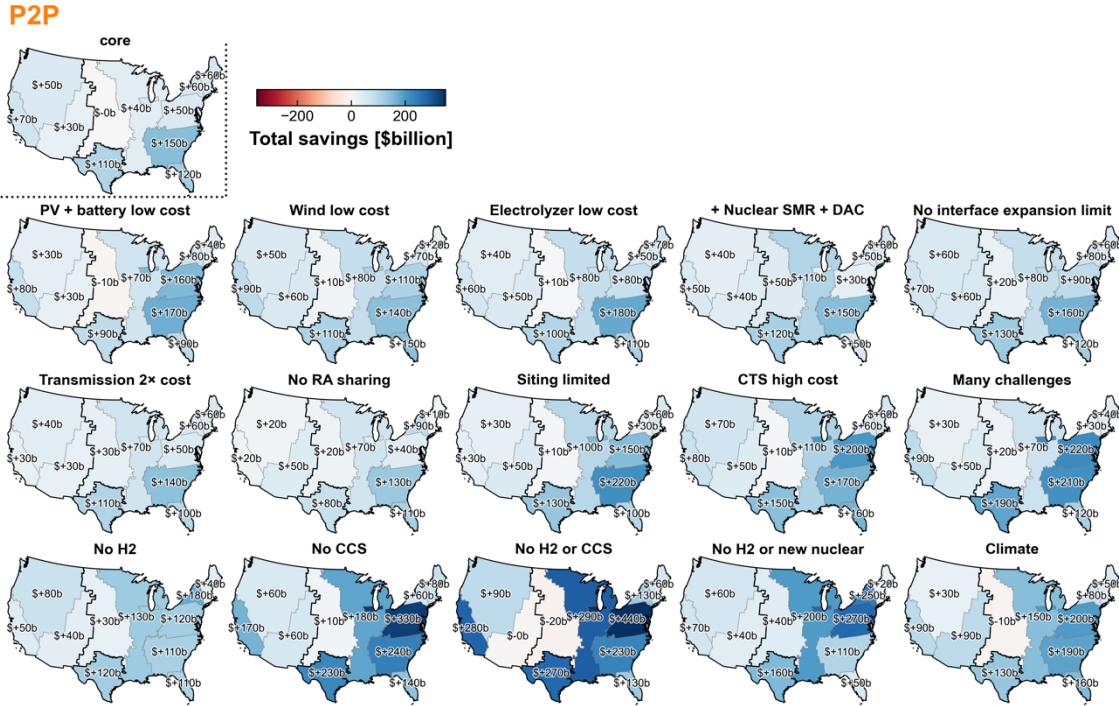 P2P
core
$+50b
$+70b
$+30b
$-0b
$+40b
$+60b
$+60b
$+50b
$+150b
$+110b
$+120b
−200 0 200
Total savings [$billion]
PV + battery low cost
$+30b
$+80b
$+30b
$-10b
$+70b
$+40b
$+80b
$+160b
$+170b
$+90b
$+90b
Wind low cost
$+50b
$+90b
$+60b
$+10b
$+80b
$+20b
$+70b
$+110b
$+140b
$+110b
$+150b
Electrolyzer low cost
$+40b
$+60b
$+50b
$+10b
$+80b
$+70b
$+50b
$+80b
$+180b
$+100b
$+110b
+ Nuclear SMR + DAC
$+40b
$+50b
$+40b
$+50b
$+110b
$+60b
$+80b
$+30b
$+150b
$+120b
$+50b
No interface expansion limit
$+60b
$+70b
$+60b
$+20b
$+80b
$+50b
$+60b
$+90b
$+160b
$+130b
$+120b
Transmission 2× cost
$+40b
$+30b
$+30b
$+30b
$+70b
$+60b
$+60b
$+50b
$+140b
$+110b
$+100b
No RA sharing
$+20b
$+20b
$+50b
$+20b
$+70b
$+10b
$+90b
$+40b
$+130b
$+80b
$+110b
Siting limited
$+50b
$+30b
$+50b
$+10b
$+100b
$+60b
$+30b
$+150b
$+220b
$+130b
$+100b
CTS high cost
$+70b
$+80b
$+50b
$+10b
$+110b
$+60b
$+60b
$+200b
$+170b
$+150b
$+160b
Many challenges
$+30b
$+90b
$+50b
$+20b
$+70b
$+40b
$+30b
$+220b
$+210b
$+190b
$+120b
No H2
$+80b
$+50b
$+40b
$+30b
$+130b
$+40b
$+180b
$+120b
$+110b
$+120b
$+110b
No CCS
$+60b
$+170b
$+60b
$+10b
$+180b
$+80b
$+60b
$+330b
$+240b
$+230b
$+140b
No H2 or CCS
$+90b
$+280b
$-0b
$-20b
$+290b
$+60b
$+130b
$+440b
$+230b
$+270b
$+130b
No H2 or new nuclear
$+60b
$+70b
$+40b
$+40b
$+200b
$+20b
$+250b
$+270b
$+110b
$+160b
$+50b
Climate
$+30b
$+90b
$+90b
$-10b
$+150b
$+50b
$+80b
$+200b
$+190b
$+130b
$+160b